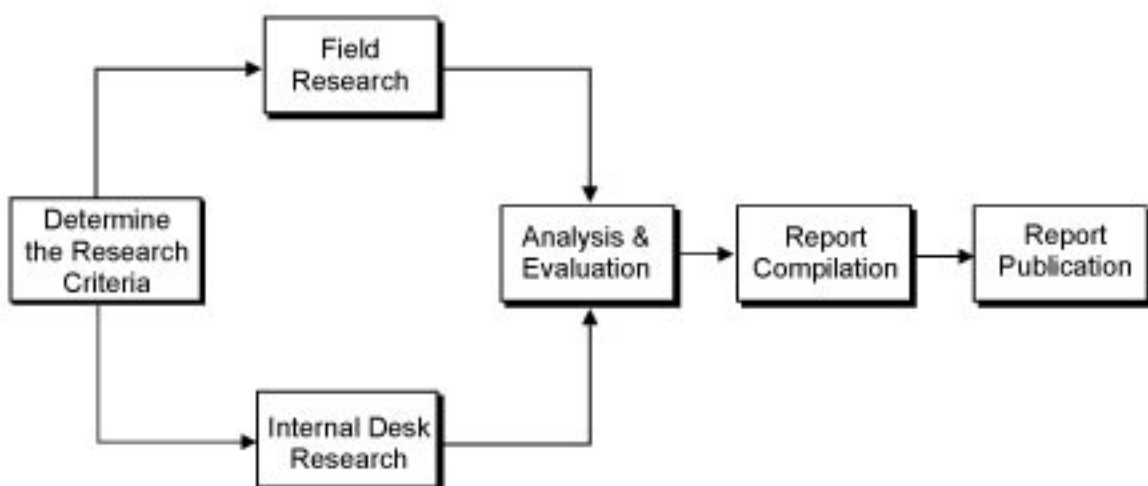 Field
Research
Determine
the Research
Criteria
Analysis &
Evaluation
Report
Compilation
Report
Publication
Internal Desk
Research